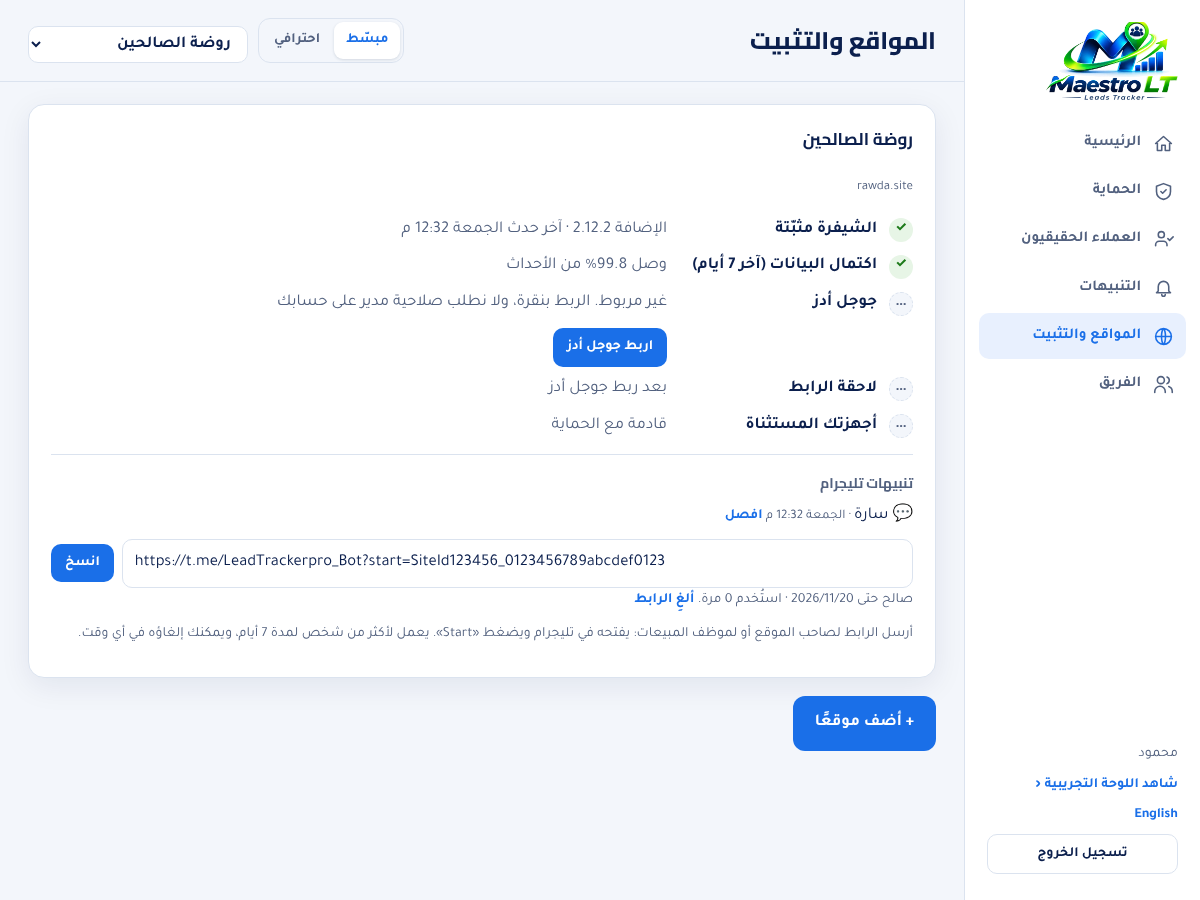 Maestro LT
Leads Tracker
الرئيسية
الحماية
العملاء الحقيقيون
التنبيهات
المواقع والتثبيت
الفريق
محمود
شاهد اللوحة التجريبية ›
English
تسجيل الخروج
المواقع والتثبيت
مبسّط
احترافي
روضة الصالحين
روضة الصالحين
rawda.site
الشيفرة مثبّتة
الإضافة 2.12.2 · آخر حدث الجمعة 12:32 م
اكتمال البيانات (آخر 7 أيام)
وصل 99.8% من الأحداث
جوجل أدز
غير مربوط. الربط بنقرة، ولا نطلب صلاحية مدير على حسابك
اربط جوجل أدز
لاحقة الرابط
بعد ربط جوجل أدز
أجهزتك المستثناة
قادمة مع الحماية
تنبيهات تليجرام
سارة · الجمعة 12:32 م افصل
https://t.me/LeadTrackerpro_Bot?start=SiteId123456_0123456789abcdef0123
انسخ
صالح حتى 2026/11/20 · استُخدم 0 مرة. ألغِ الرابط
أرسل الرابط لصاحب الموقع أو لموظف المبيعات: يفتحه في تليجرام ويضغط «Start». يعمل لأكثر من شخص لمدة 7 أيام، ويمكنك إلغاؤه في أي وقت.
+ أضف موقعًا